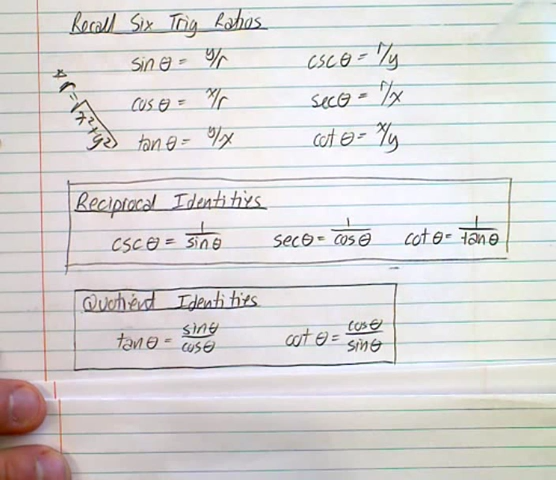 Recall Six Trig Ratios
sin θ = y/r    csc θ = r/y
* r = √x²+y²
cos θ = x/r    sec θ = r/x
tan θ = y/x    cot θ = x/y
Reciprocal Identities
csc θ = 1/sin θ    sec θ = 1/cos θ    cot θ = 1/tan θ
Quotient Identities
tan θ = sin θ/cos θ    cot θ = cos θ/sin θ